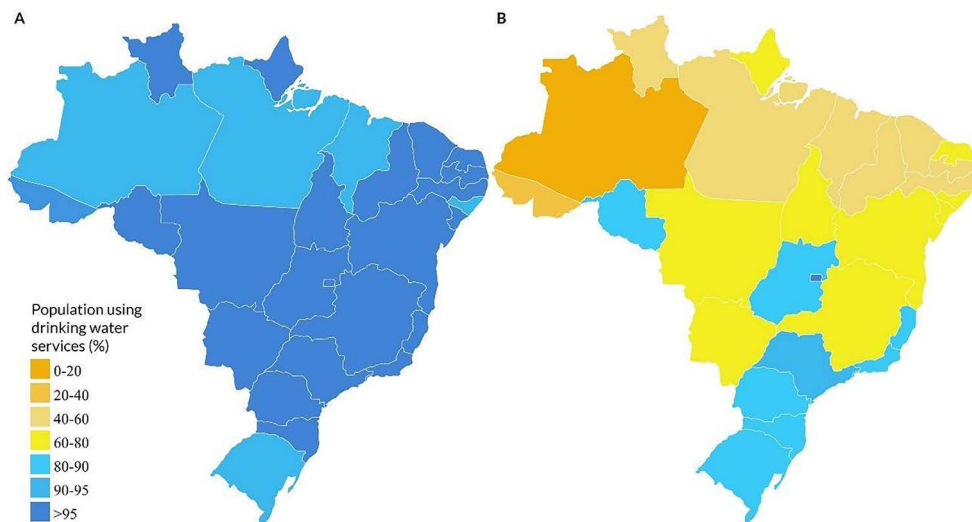 A
B
Population using
drinking water
services (%)
0-20
20-40
40-60
60-80
80-90
90-95
>95